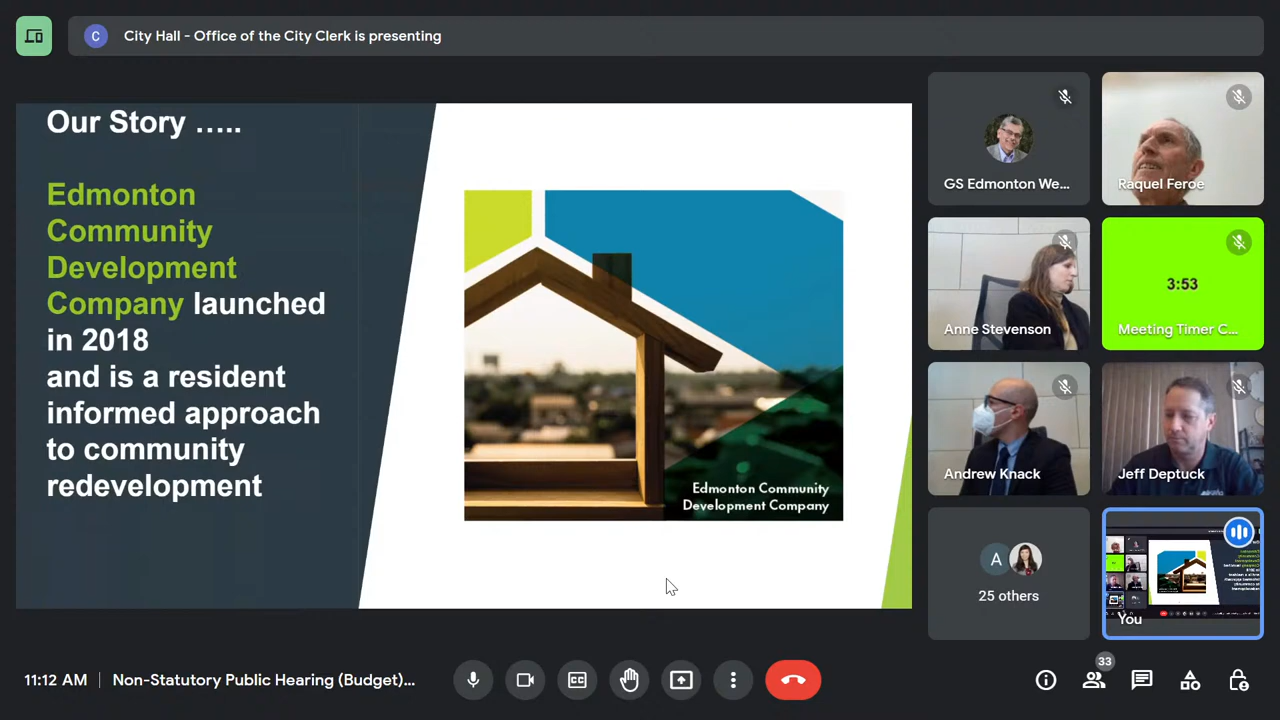 C
City Hall - Office of the City Clerk is presenting
Our Story …..
Edmonton
Community
Development
Company launched
in 2018
and is a resident
informed approach
to community
redevelopment
Edmonton Community
Development Company
GS Edmonton We...
Raquel Feroe
Anne Stevenson
3:53
Meeting Timer C...
Andrew Knack
Jeff Deptuck
A
25 others
You
11:12 AM
Non-Statutory Public Hearing (Budget)...
33